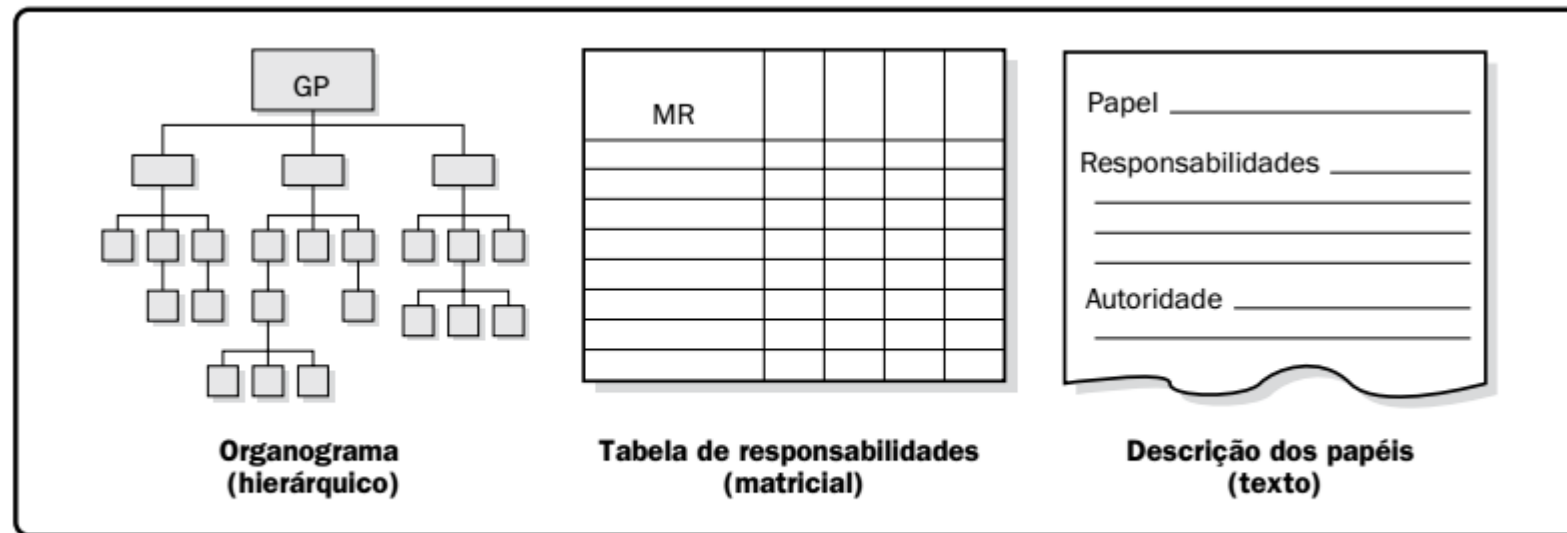 GP
Organograma
(hierárquico)
MR
Tabela de responsabilidades
(matricial)
Papel
Responsabilidades
Autoridade
Descrição dos papéis
(texto)